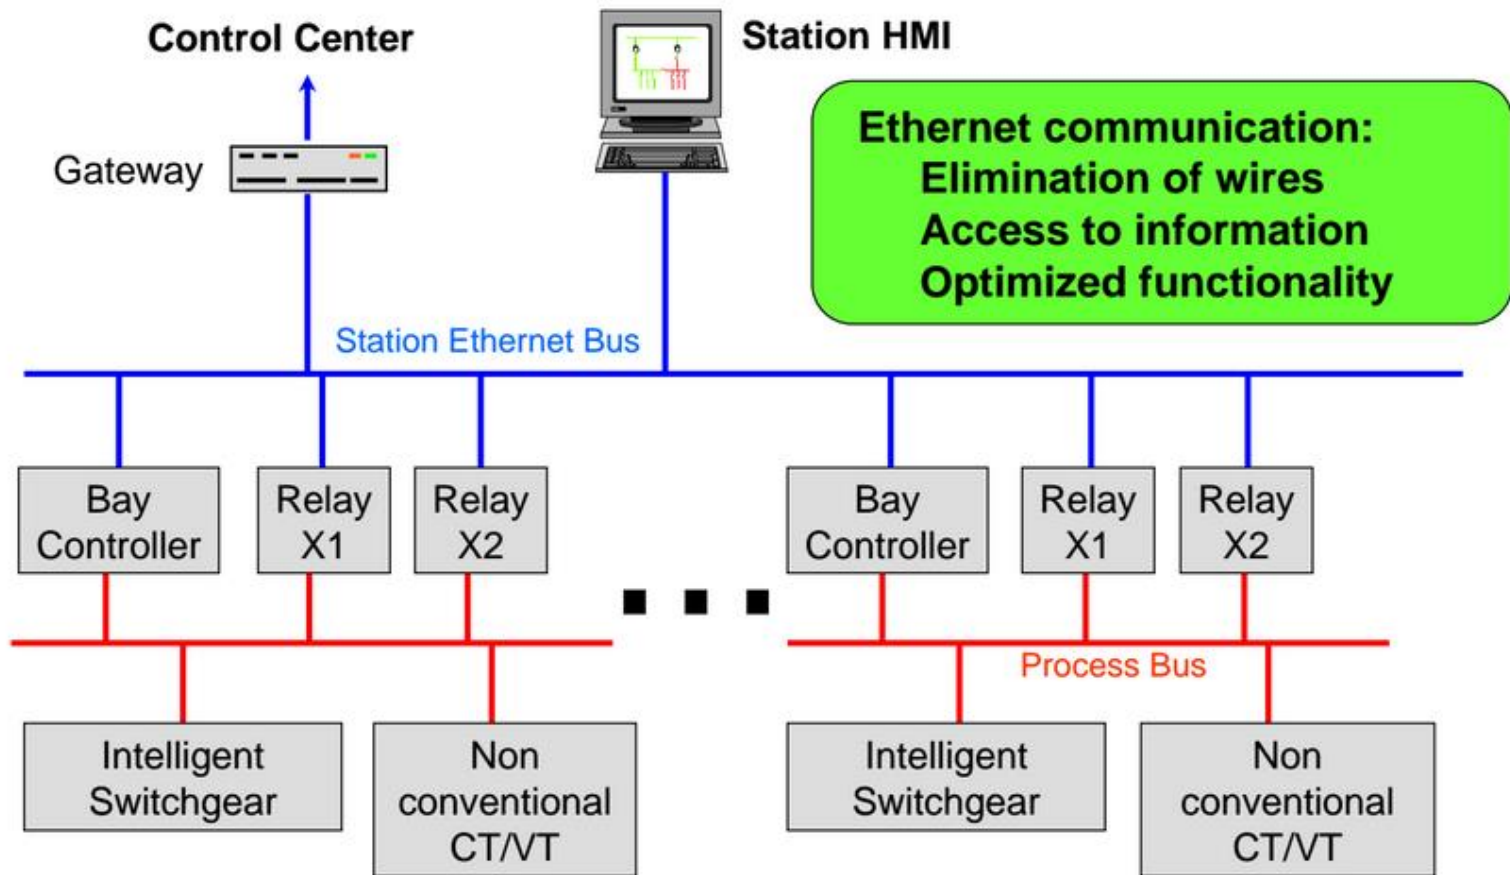 Control Center
Station HMI
Gateway
Ethernet communication:
Elimination of wires
Access to information
Optimized functionality
Station Ethernet Bus
Bay
Controller
Relay
X1
Relay
X2
Bay
Controller
Relay
X1
Relay
X2
Process Bus
Intelligent
Switchgear
Non
conventional
CT/VT
Intelligent
Switchgear
Non
conventional
CT/VT